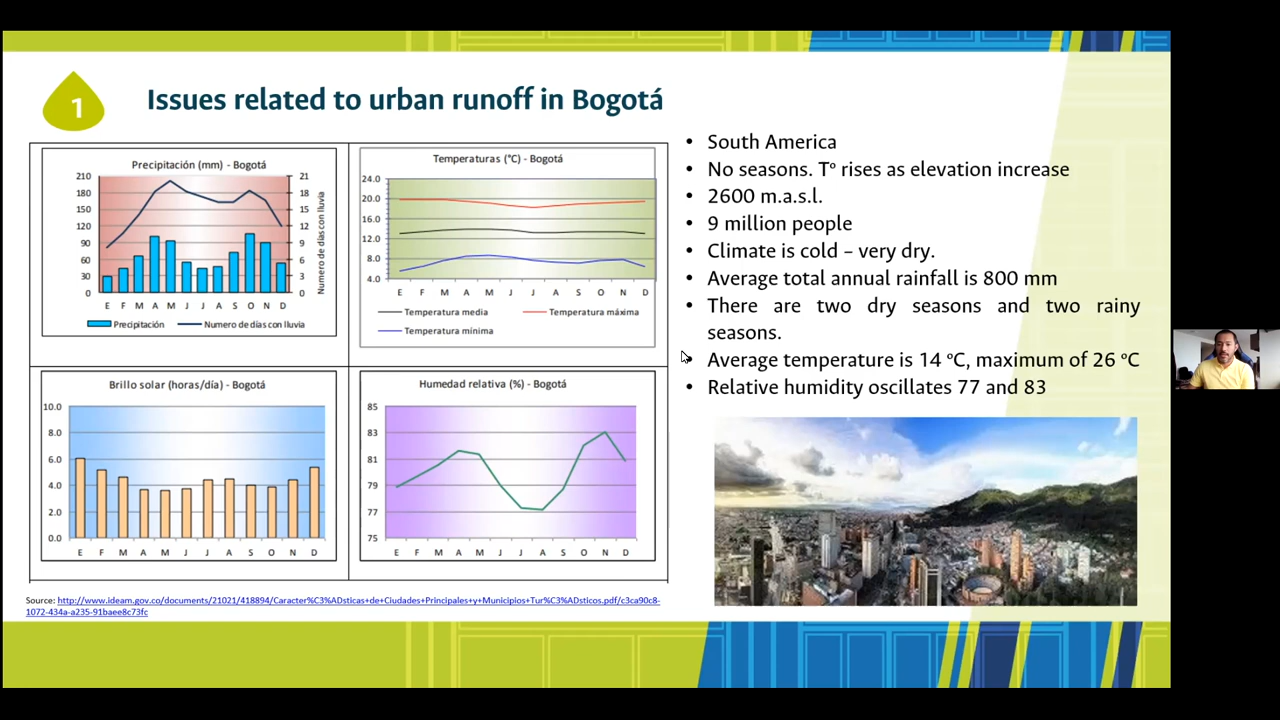 1
Issues related to urban runoff in Bogotá
Precipitación (mm) - Bogotá
210
180
150
120
90
60
30
0
21
18
15
12
9
6
3
0
Numero de días con lluvia
E F M A M J J A S O N D
Precipitación Numero de días con lluvia
Temperaturas (°C) - Bogotá
24.0
20.0
16.0
12.0
8.0
4.0
E F M A M J J A S O N D
Temperatura media Temperatura máxima
Temperatura mínima
Brillo solar (horas/día) - Bogotá
10.0
8.0
6.0
4.0
2.0
0.0
E F M A M J J A S O N D
Humedad relativa (%) - Bogotá
85
83
81
79
77
75
E F M A M J J A S O N D
Source: http://www.ideam.gov.co/documents/21021/418894/Caracter%C3%ADsticas+de+Ciudades+Principales+y+Municipios+Tur%C3%ADsticos.pdf/c3ca90c8-
1072-434a-a235-91baee8c73fc
• South America
• No seasons. Tº rises as elevation increase
• 2600 m.a.s.l.
• 9 million people
• Climate is cold – very dry.
• Average total annual rainfall is 800 mm
• There are two dry seasons and two rainy
seasons.
• Average temperature is 14 ºC, maximum of 26 ºC
• Relative humidity oscillates 77 and 83